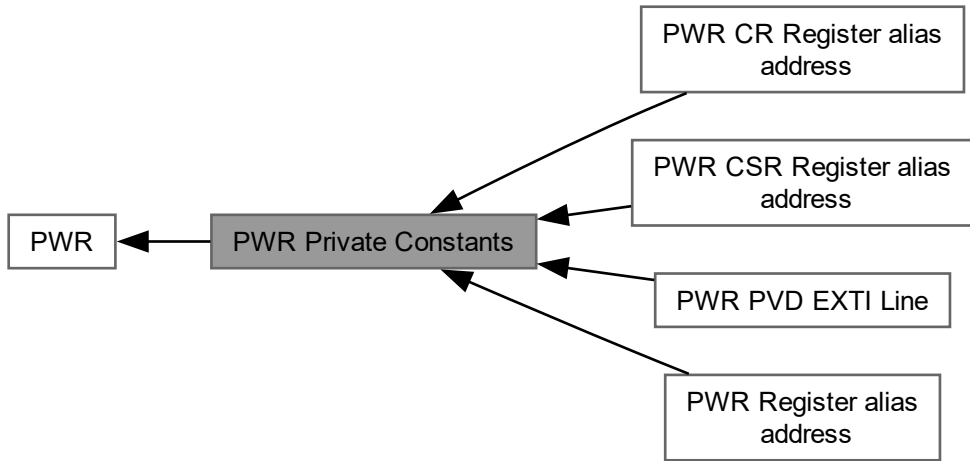 PWR CR Register alias
address
PWR CSR Register alias
address
PWR
PWR Private Constants
PWR PVD EXTI Line
PWR Register alias
address